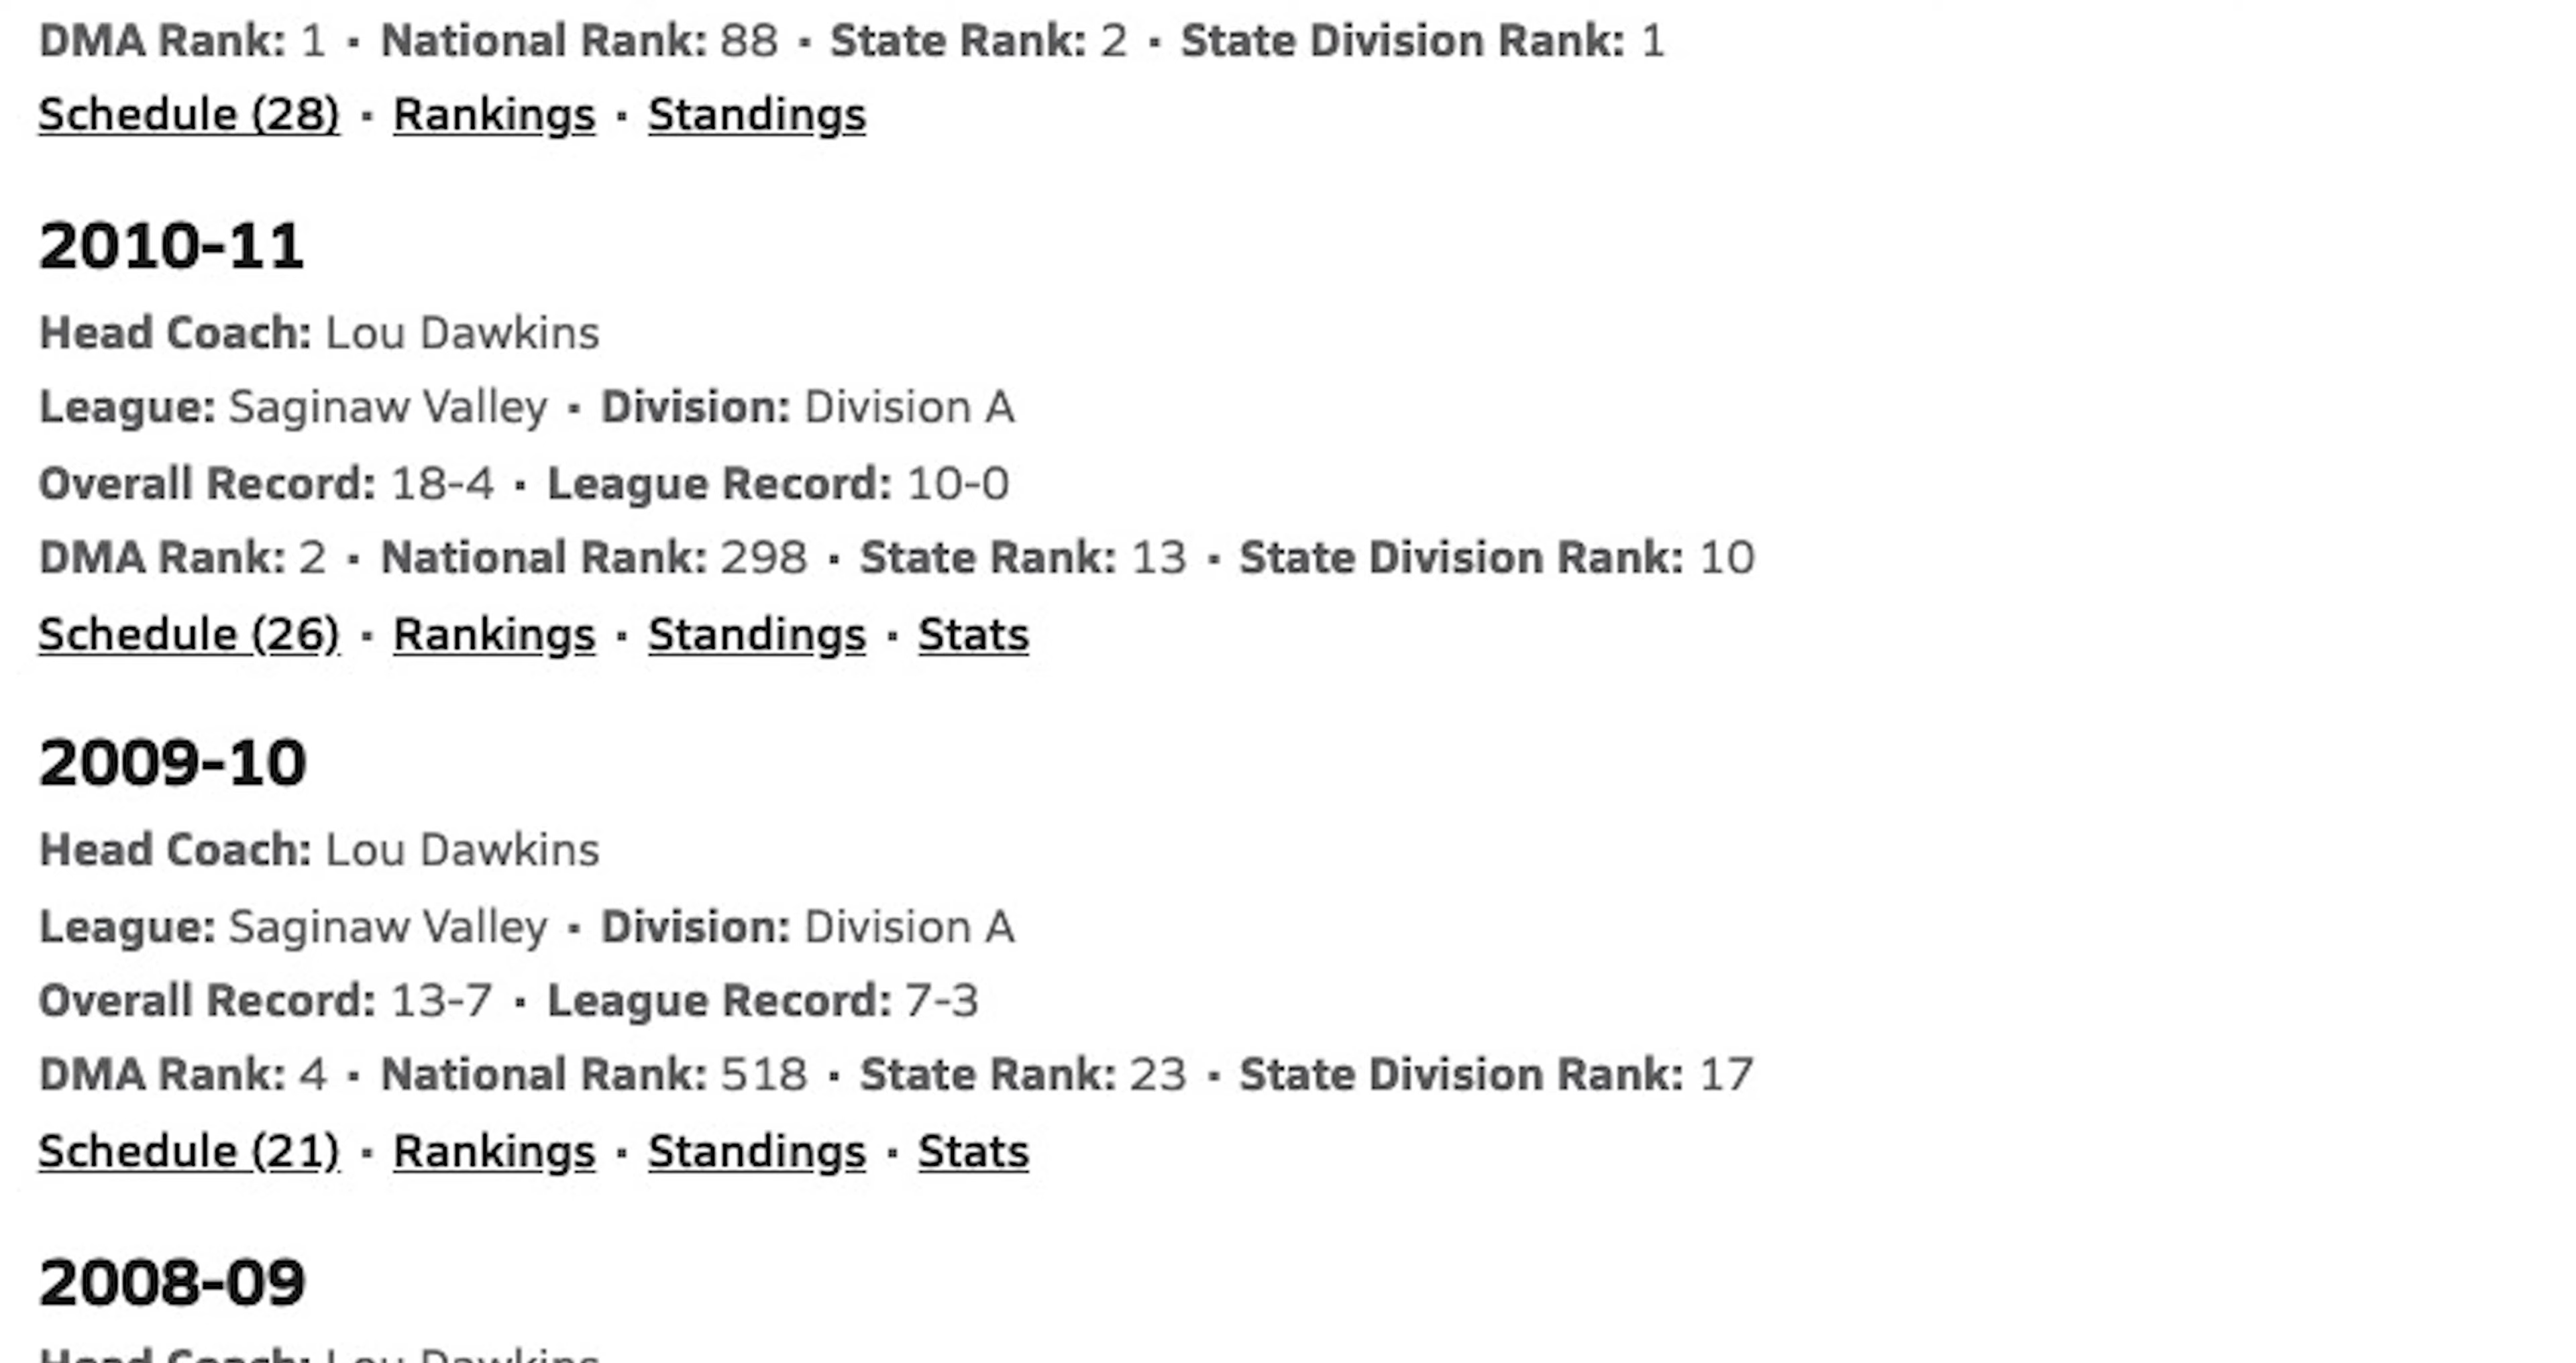 DMA Rank: 1 · National Rank: 88 · State Rank: 2 · State Division Rank: 1
Schedule (28) · Rankings · Standings
2010-11
Head Coach: Lou Dawkins
League: Saginaw Valley · Division: Division A
Overall Record: 18-4 · League Record: 10-0
DMA Rank: 2 · National Rank: 298 · State Rank: 13 · State Division Rank: 10
Schedule (26) · Rankings · Standings · Stats
2009-10
Head Coach: Lou Dawkins
League: Saginaw Valley · Division: Division A
Overall Record: 13-7 · League Record: 7-3
DMA Rank: 4 · National Rank: 518 · State Rank: 23 · State Division Rank: 17
Schedule (21) · Rankings · Standings · Stats
2008-09
Head Coach: Lou Dawkins